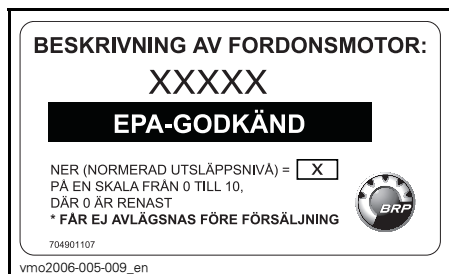 BESKRIVNING AV FORDONSMOTOR:
XXXXX
EPA-GODKÄND
NER (NORMERAD UTSLÄPPSNIVÅ) = X
PÅ EN SKALA FRÅN 0 TILL 10,
DÄR 0 ÄR RENAST
* FÅR EJ AVLÄGSNAS FÖRE FÖRSÄLJNING
BRP
704901107
vmo2006-005-009_en